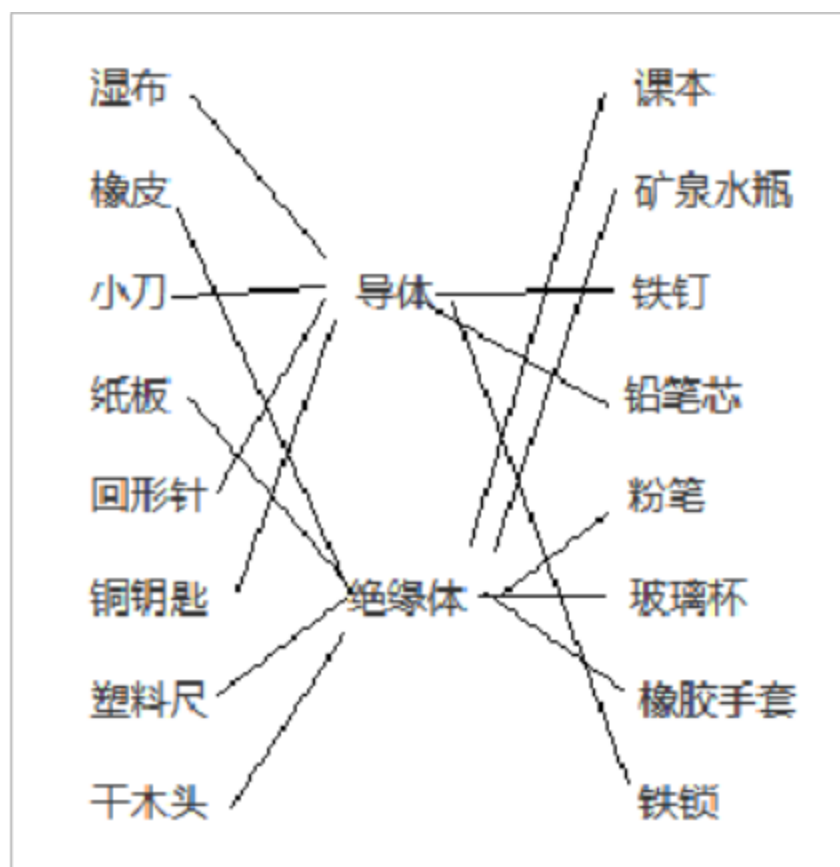 湿布 课本
橡皮 矿泉水瓶
小刀 导体 铁钉
纸板 铅笔芯
回形针 粉笔
铜钥匙 绝缘体 玻璃杯
塑料尺 橡胶手套
干木头 铁锁